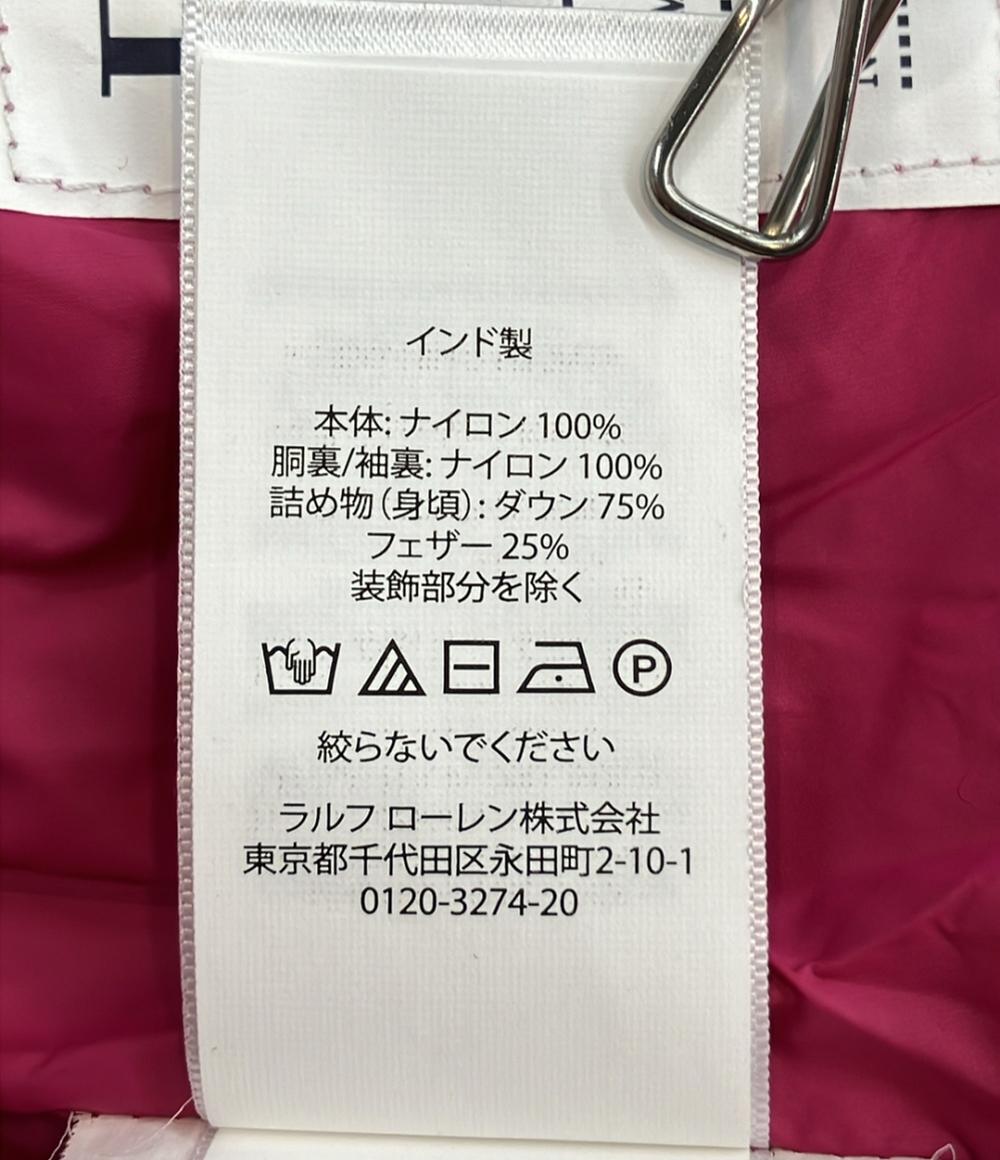 インド製
本体: ナイロン 100%
胴裏/袖裏: ナイロン 100%
詰め物(身頃): ダウン 75%
フェザー 25%
装飾部分を除く
P
絞らないでください
ラルフ ローレン株式会社
東京都千代田区永田町2-10-1
0120-3274-20